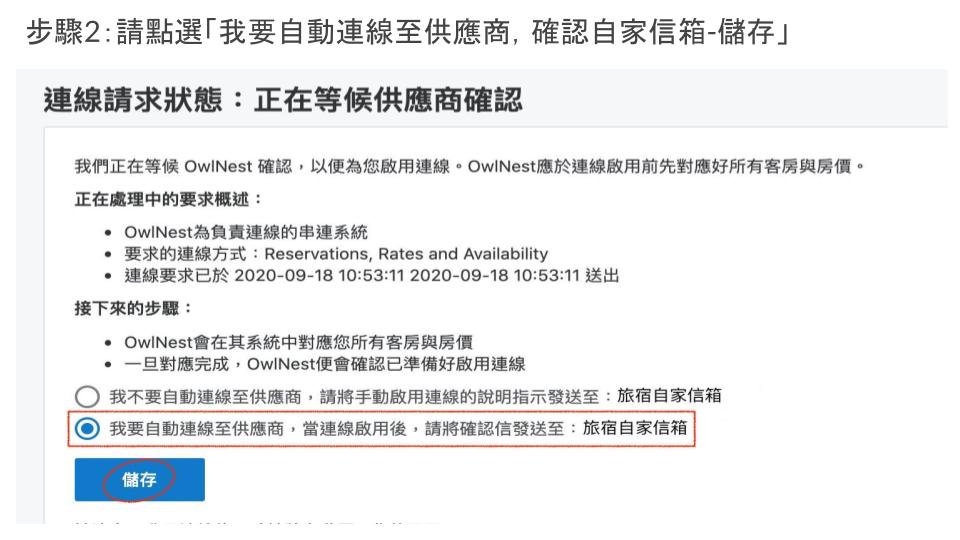 步驟2:請點選「我要自動連線至供應商, 確認自家信箱-儲存」
連線請求狀態：正在等候供應商確認
我們正在等候 OwlNest 確認，以便為您啟用連線。OwlNest應於連線啟用前先對應好所有客房與房價。
正在處理中的要求概述：
• OwlNest為負責連線的串連系統
• 要求的連線方式：Reservations, Rates and Availability
• 連線要求已於 2020-09-18 10:53:11 2020-09-18 10:53:11 送出
接下來的步驟：
• OwlNest會在其系統中對應您所有客房與房價
• 一旦對應完成，OwlNest便會確認已準備好啟用連線
我不要自動連線至供應商，請將手動啟用連線的說明指示發送至：旅宿自家信箱
我要自動連線至供應商，當連線啟用後，請將確認信發送至：旅宿自家信箱
儲存